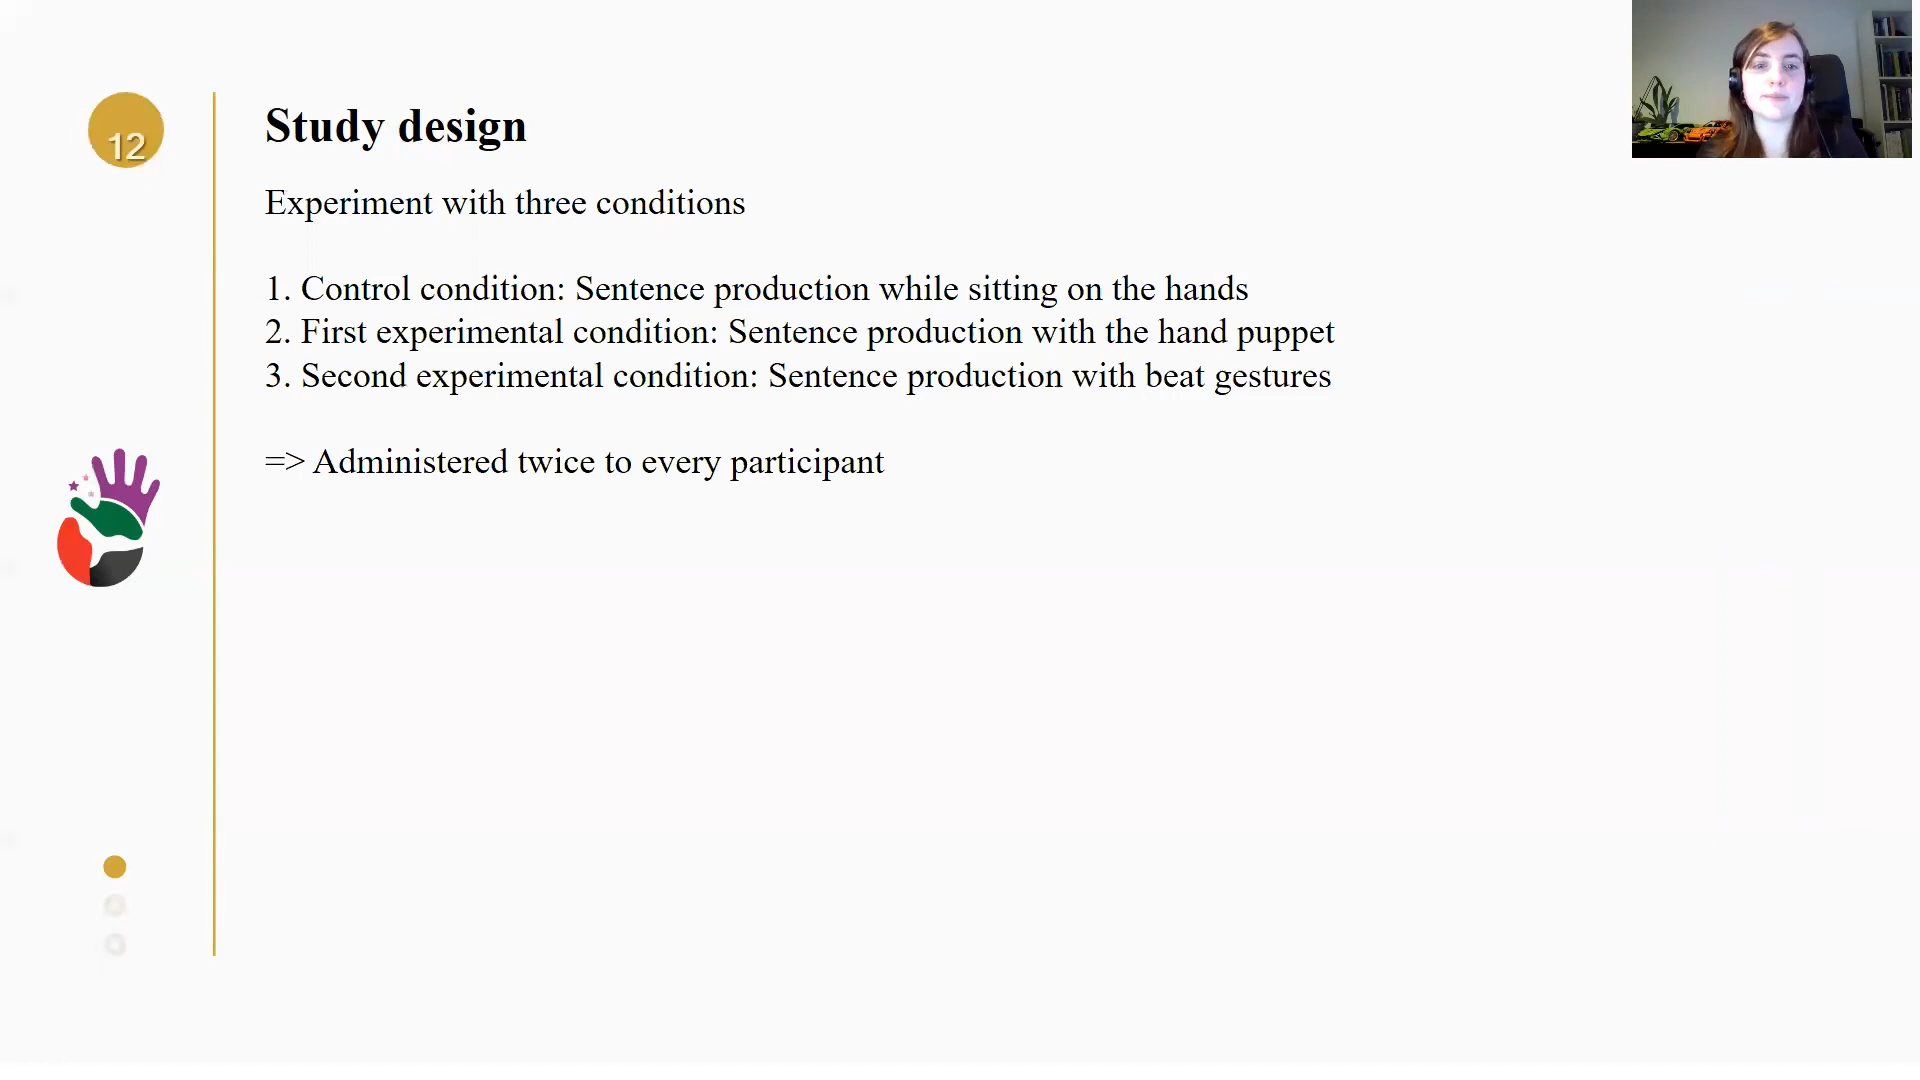 12
Study design
Experiment with three conditions
1. Control condition: Sentence production while sitting on the hands
2. First experimental condition: Sentence production with the hand puppet
3. Second experimental condition: Sentence production with beat gestures
=> Administered twice to every participant